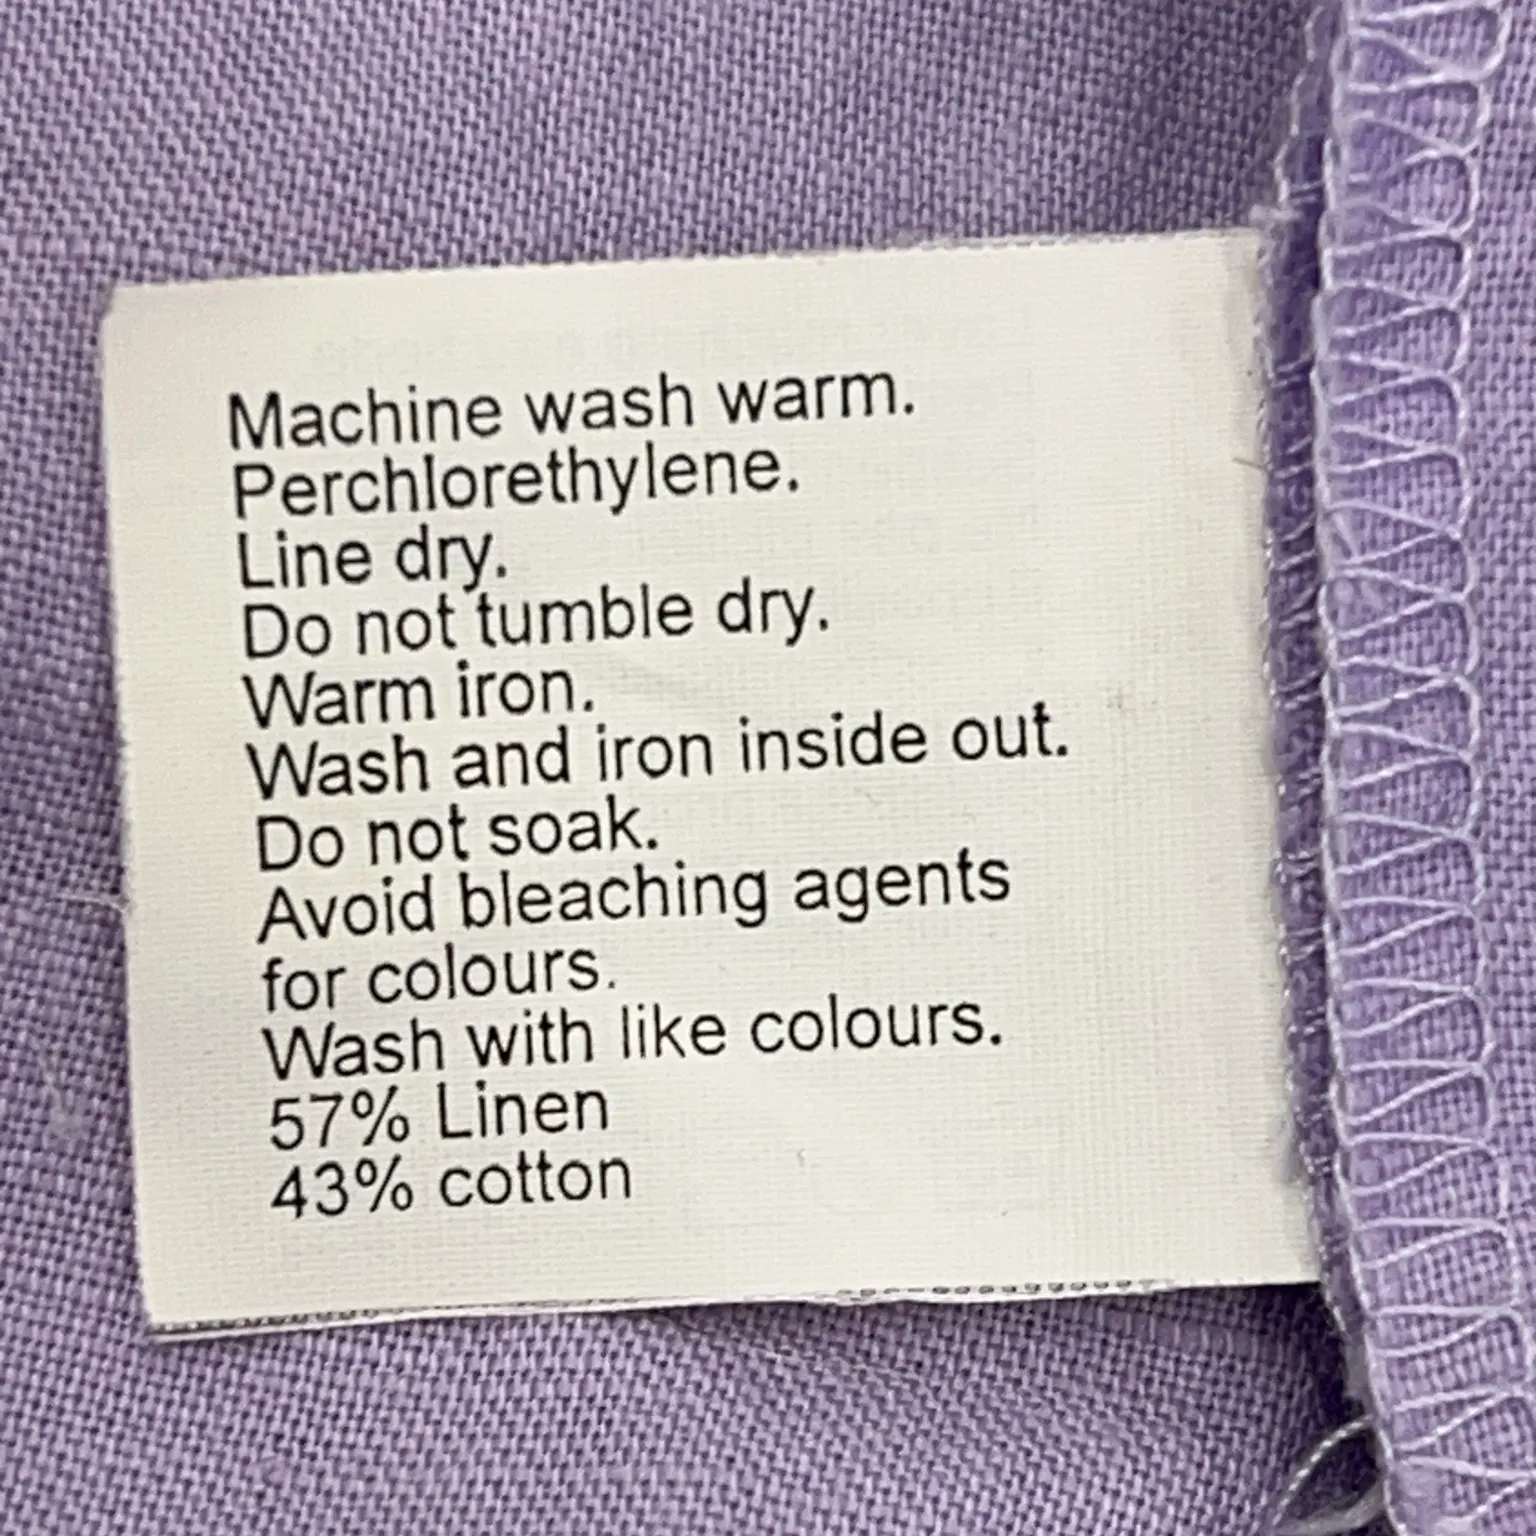 Machine wash warm.
Perchlorethylene.
Line dry.
Do not tumble dry.
Warm iron.
Wash and iron inside out.
Do not soak.
Avoid bleaching agents
for colours.
Wash with like colours.
57% Linen
43% cotton